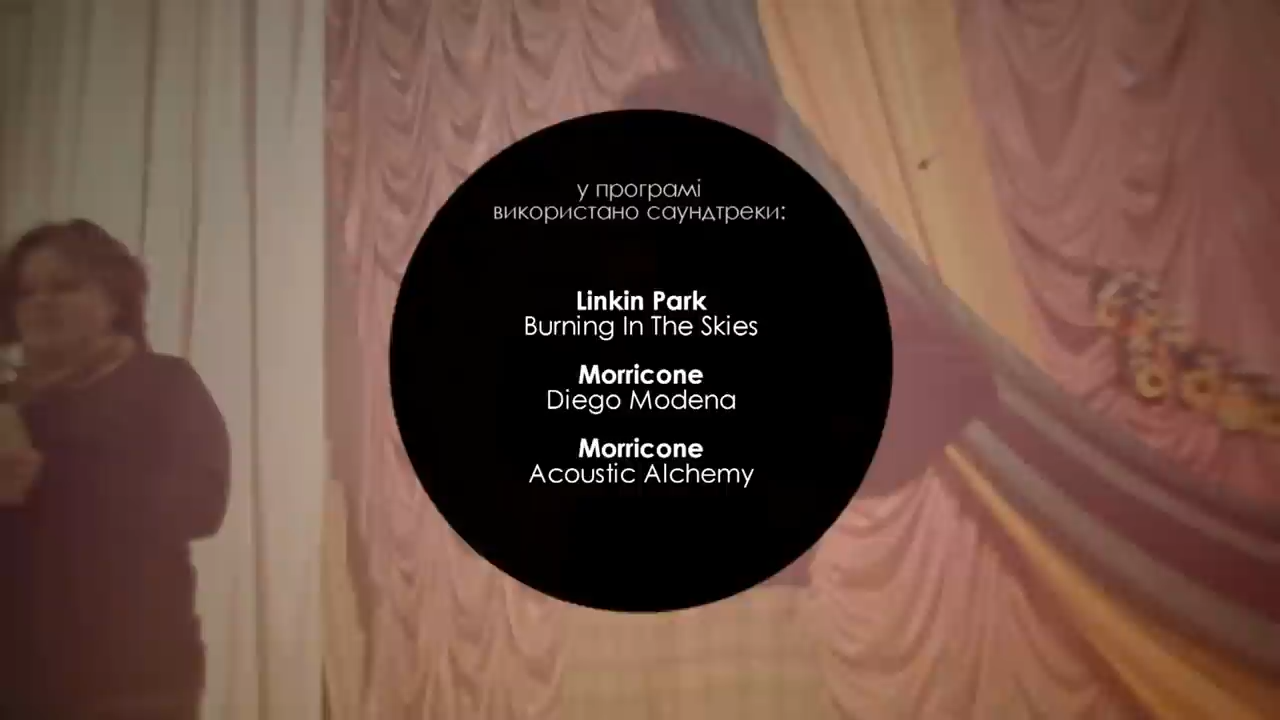 у програмі
використано саундтреки:
Linkin Park
Burning In The Skies
Morricone
Diego Modena
Morricone
Acoustic Alchemy